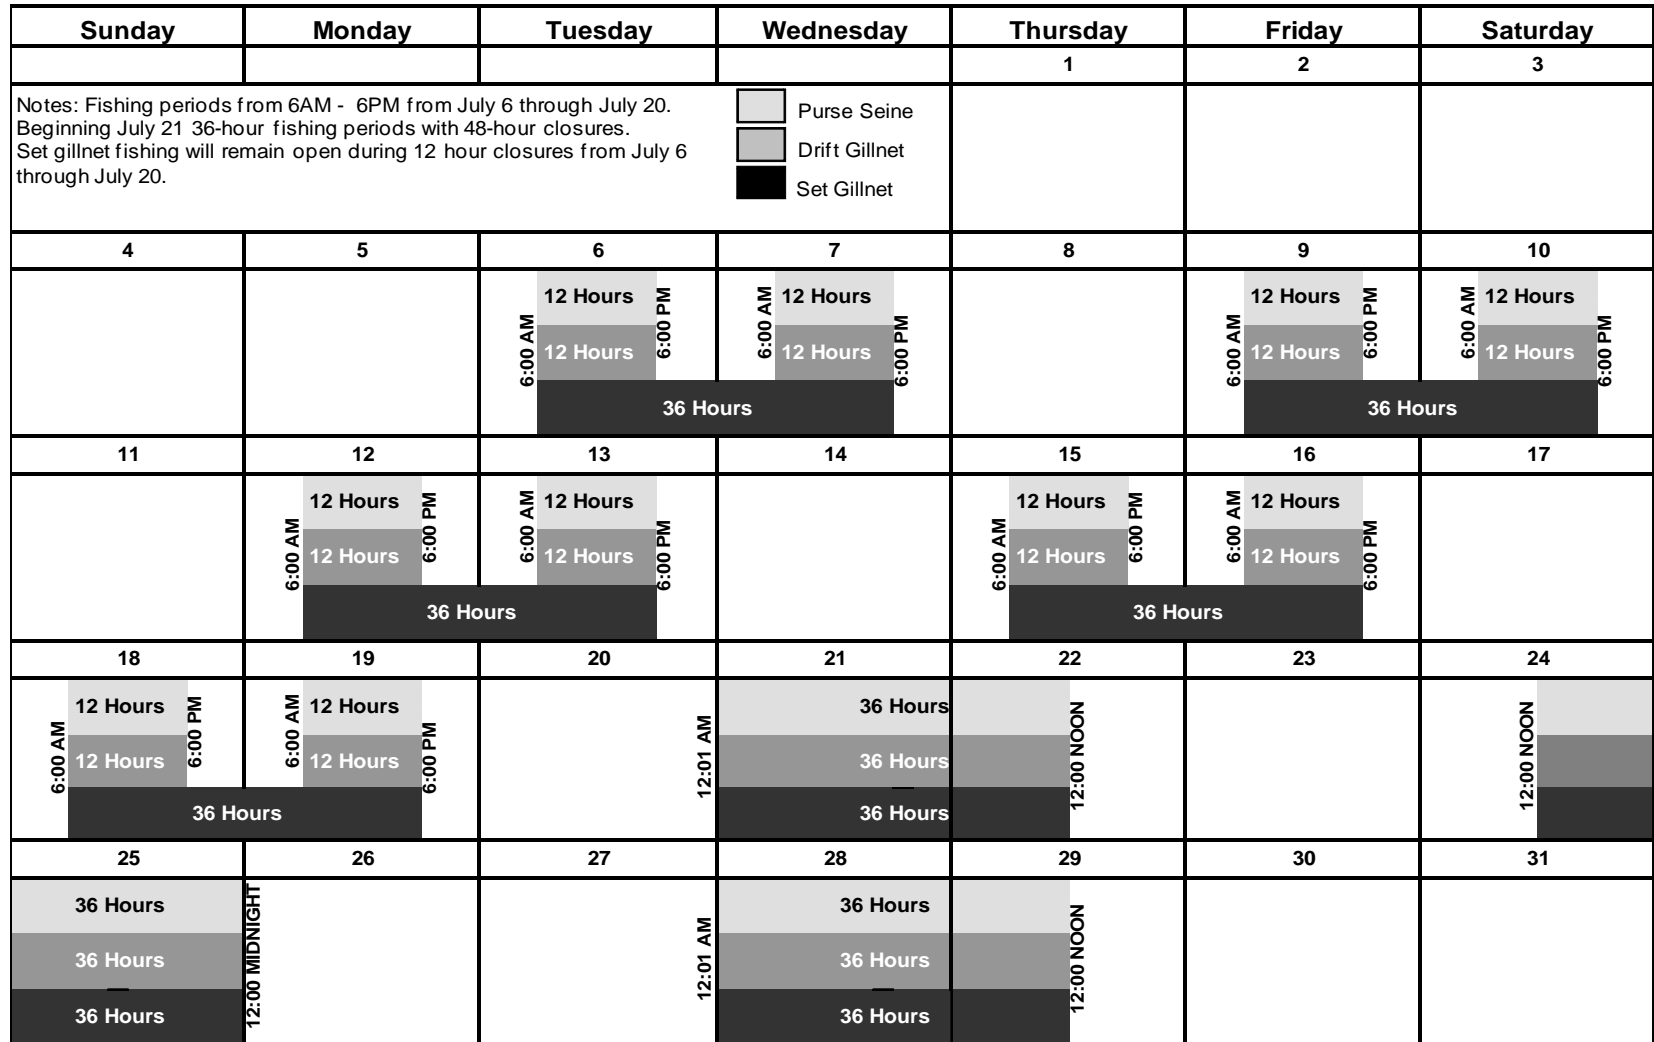 Sunday Monday Tuesday Wednesday Thursday Friday Saturday
1 2 3
Notes: Fishing periods from 6AM - 6PM from July 6 through July 20.
Beginning July 21 36-hour fishing periods with 48-hour closures.
Set gillnet fishing will remain open during 12 hour closures from July 6
through July 20.
Purse Seine
Drift Gillnet
Set Gillnet
4 5 6 7 8 9 10
6:00 AM 12 Hours 6:00 PM 6:00 AM 12 Hours 6:00 PM 6:00 AM 12 Hours 6:00 PM 6:00 AM 12 Hours 6:00 PM
12 Hours 12 Hours 12 Hours 12 Hours
36 Hours 36 Hours
11 12 13 14 15 16 17
6:00 AM 12 Hours 6:00 PM 6:00 AM 12 Hours 6:00 PM 6:00 AM 12 Hours 6:00 PM 6:00 AM 12 Hours 6:00 PM
12 Hours 12 Hours 12 Hours 12 Hours
36 Hours 36 Hours
18 19 20 21 22 23 24
6:00 AM 12 Hours 6:00 PM 6:00 AM 12 Hours 6:00 PM 12:01 AM 36 Hours 12:00 NOON 12:00 NOON
12 Hours 12 Hours 36 Hours
36 Hours 36 Hours
25 26 27 28 29 30 31
36 Hours 12:00 MIDNIGHT 12:01 AM 36 Hours 12:00 NOON
36 Hours 36 Hours
36 Hours 36 Hours